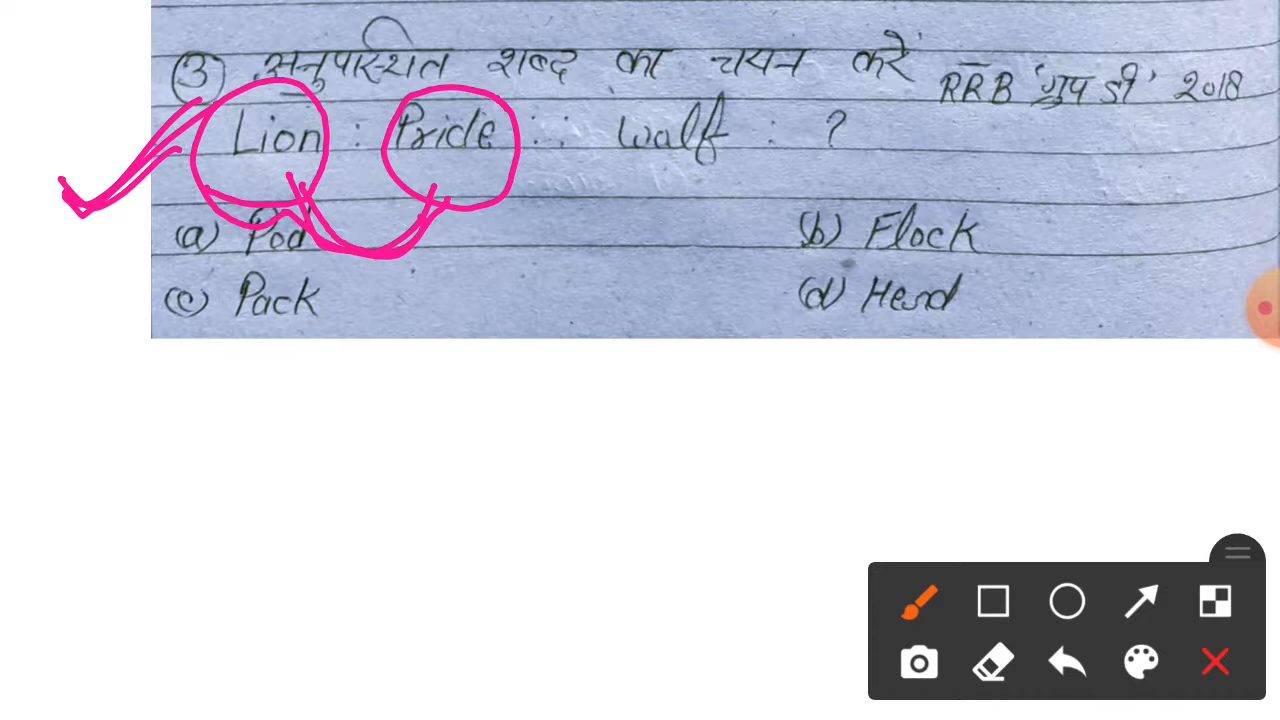 ③ अनुपस्थित शब्द का चयन करें RRB 'ग्रुप डी' 2018
Lion : Pride :: Walf : ?
(a) Pod (b) Flock
(c) Pack (d) Herd